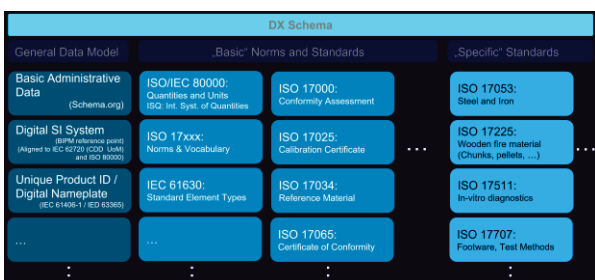 DX Schema
General Data Model
„Basic" Norms and Standards
„Specific" Standards
Basic Administrative
Data
(Schema.org)
ISO/IEC 80000:
Quantities and Units
ISQ: Int. Syst. of Quantities
ISO 17000:
Conformity Assessment
ISO 17053:
Steel and Iron
Digital SI System
(BIPM reference point)
(Aligned to IEC 62720 (CDD UoM)
and ISO 80000)
ISO 17xxx:
Norms & Vocabulary
ISO 17025:
Calibration Certificate
...
ISO 17225:
Wooden fire material
(Chunks, pellets, …)
...
Unique Product ID /
Digital Nameplate
(IEC 61406-1 / IED 63365)
IEC 61630:
Standard Element Types
ISO 17034:
Reference Material
ISO 17511:
In-vitro diagnostics
...
...
ISO 17065:
Certificate of Conformity
ISO 17707:
Footware, Test Methods